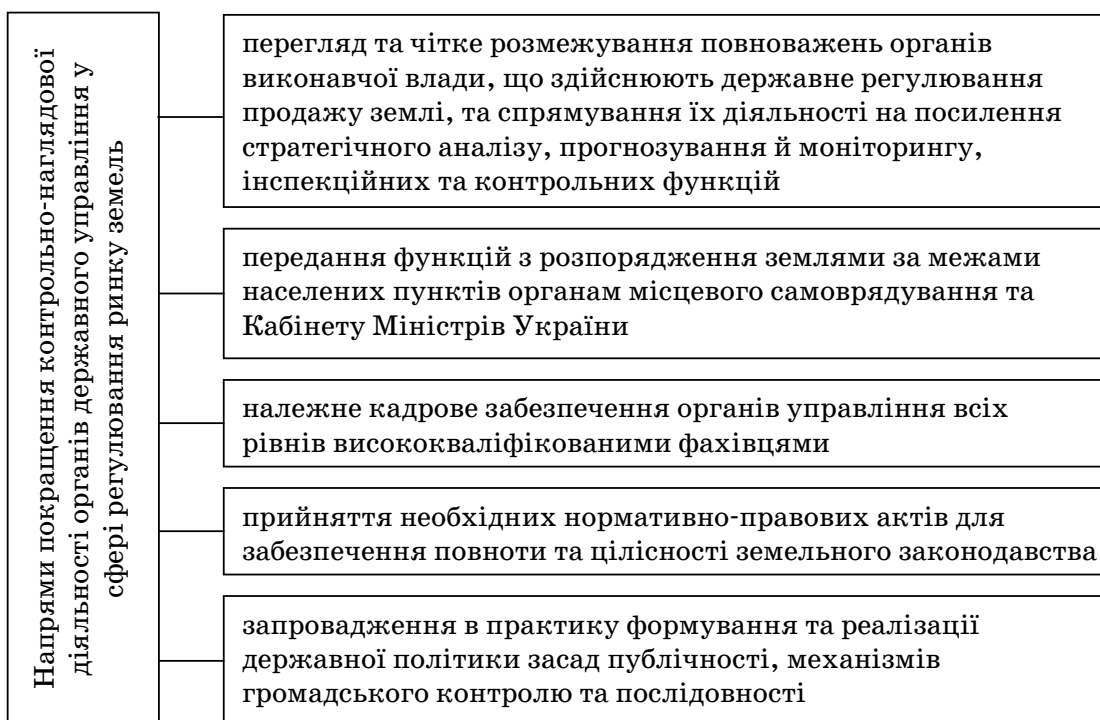 Напрями покращення контрольно-наглядової
діяльності органів державного управління у
сфері регулювання ринку земель
перегляд та чітке розмежування повноважень органів
виконавчої влади, що здійснюють державне регулювання
продажу землі, та спрямування їх діяльності на посилення
стратегічного аналізу, прогнозування й моніторингу,
інспекційних та контрольних функцій
передання функцій з розпорядження землями за межами
населених пунктів органам місцевого самоврядування та
Кабінету Міністрів України
належне кадрове забезпечення органів управління всіх
рівнів висококваліфікованими фахівцями
прийняття необхідних нормативно-правових актів для
забезпечення повноти та цілісності земельного законодавства
запровадження в практику формування та реалізації
державної політики засад публічності, механізмів
громадського контролю та послідовності